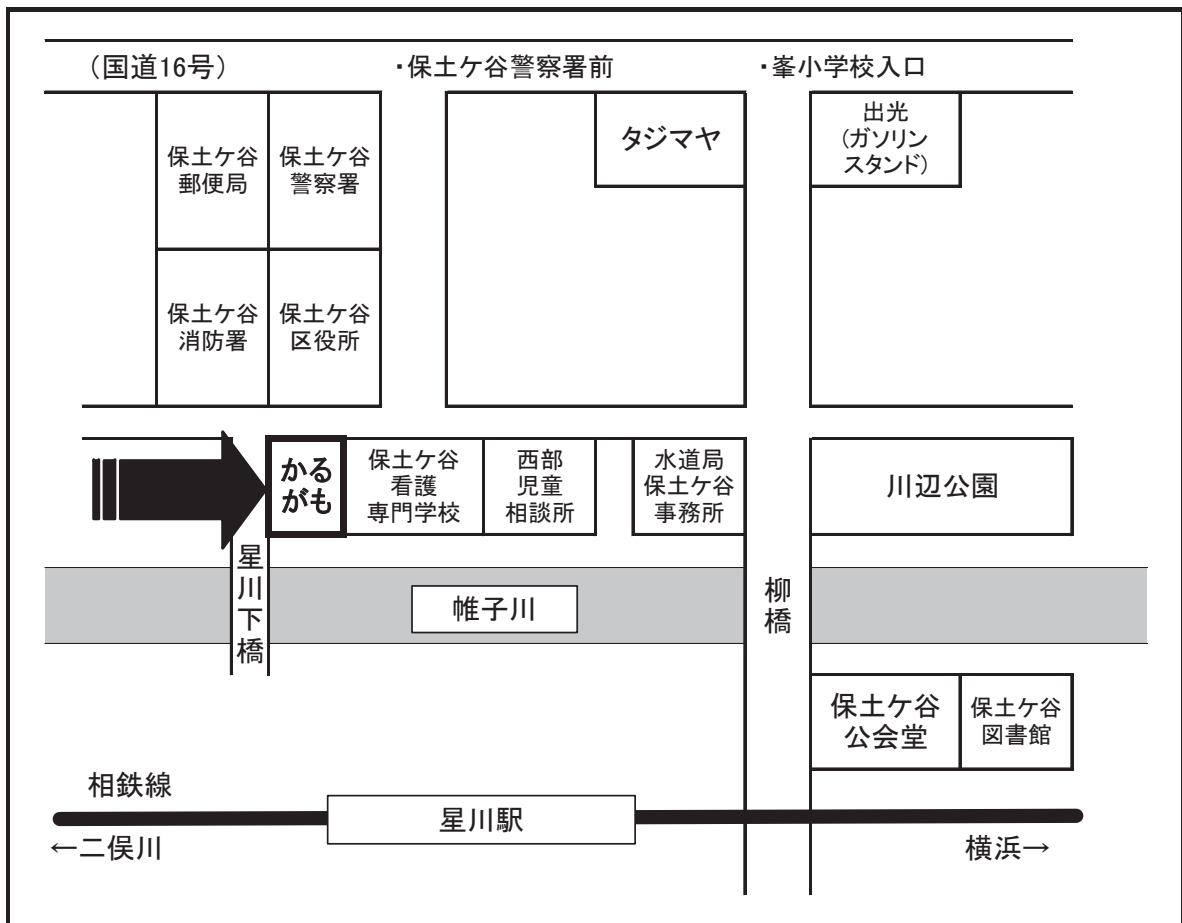 （国道16号）
・保土ケ谷警察署前
・峯小学校入口
保土ケ谷
郵便局
保土ケ谷
警察署
タジマヤ
出光
(ガソリン
スタンド)
保土ケ谷
消防署
保土ケ谷
区役所
かる
がも
保土ケ谷
看護
専門学校
西部
児童
相談所
水道局
保土ケ谷
事務所
川辺公園
星川下橋
帷子川
柳橋
保土ケ谷
公会堂
保土ケ谷
図書館
相鉄線
星川駅
←二俣川
横浜→